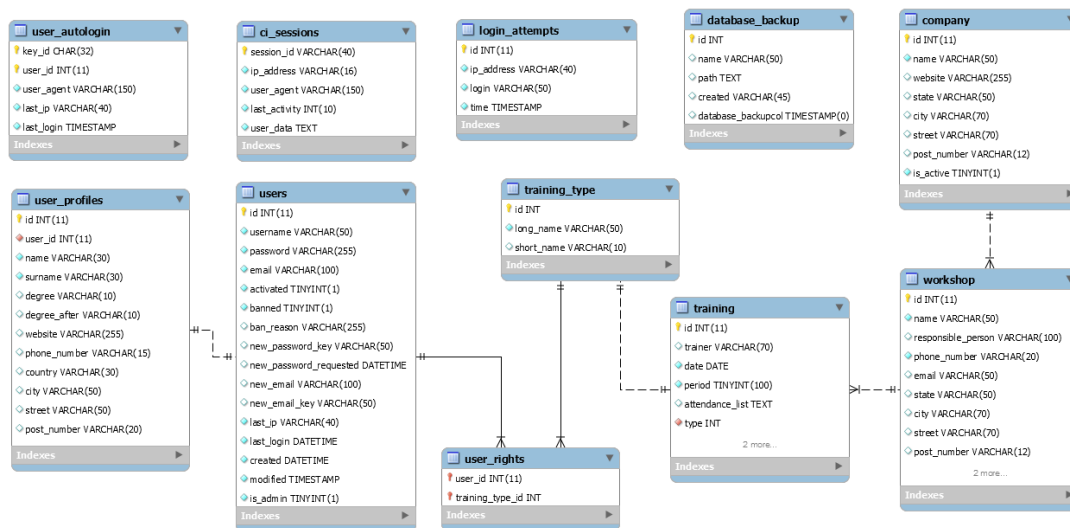 user_autologin
key_id CHAR(32)
user_id INT(11)
user_agent VARCHAR(150)
last_ip VARCHAR(40)
last_login TIMESTAMP
Indexes
ci_sessions
session_id VARCHAR(40)
ip_address VARCHAR(16)
user_agent VARCHAR(150)
last_activity INT(10)
user_data TEXT
Indexes
login_attempts
id INT(11)
ip_address VARCHAR(40)
login VARCHAR(50)
time TIMESTAMP
Indexes
database_backup
id INT
name VARCHAR(50)
path TEXT
created VARCHAR(45)
database_backupcol TIMESTAMP(0)
Indexes
company
id INT(11)
name VARCHAR(50)
website VARCHAR(255)
state VARCHAR(50)
city VARCHAR(70)
street VARCHAR(70)
post_number VARCHAR(12)
is_active TINYINT(1)
Indexes
user_profiles
id INT(11)
user_id INT(11)
name VARCHAR(30)
surname VARCHAR(30)
degree VARCHAR(10)
degree_after VARCHAR(10)
website VARCHAR(255)
phone_number VARCHAR(15)
country VARCHAR(30)
city VARCHAR(50)
street VARCHAR(50)
post_number VARCHAR(20)
Indexes
users
id INT(11)
username VARCHAR(50)
password VARCHAR(255)
email VARCHAR(100)
activated TINYINT(1)
banned TINYINT(1)
ban_reason VARCHAR(255)
new_password_key VARCHAR(50)
new_password_requested DATETIME
new_email VARCHAR(100)
new_email_key VARCHAR(50)
last_ip VARCHAR(40)
last_login DATETIME
created DATETIME
modified TIMESTAMP
is_admin TINYINT(1)
Indexes
training_type
id INT
long_name VARCHAR(50)
short_name VARCHAR(10)
Indexes
user_rights
user_id INT(11)
training_type_id INT
Indexes
training
id INT(11)
trainer VARCHAR(70)
date DATE
period TINYINT(100)
attendance_list TEXT
type INT
2 more...
Indexes
workshop
id INT(11)
name VARCHAR(50)
responsible_person VARCHAR(100)
phone_number VARCHAR(20)
email VARCHAR(50)
state VARCHAR(50)
city VARCHAR(70)
street VARCHAR(70)
post_number VARCHAR(12)
2 more...
Indexes